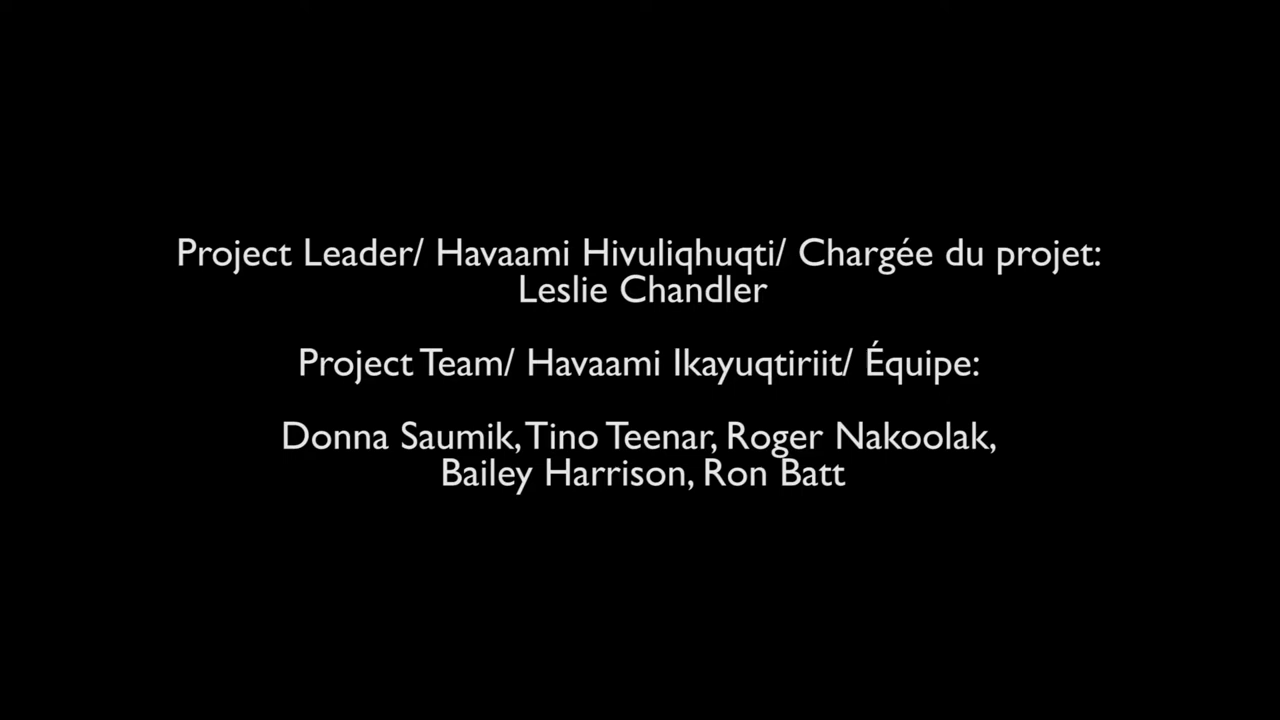 Project Leader/ Havaami Hivuliqhuqti/ Chargée du projet:
Leslie Chandler
Project Team/ Havaami Ikayuqtiriit/ Équipe:
Donna Saumik, Tino Teenar, Roger Nakoolak,
Bailey Harrison, Ron Batt